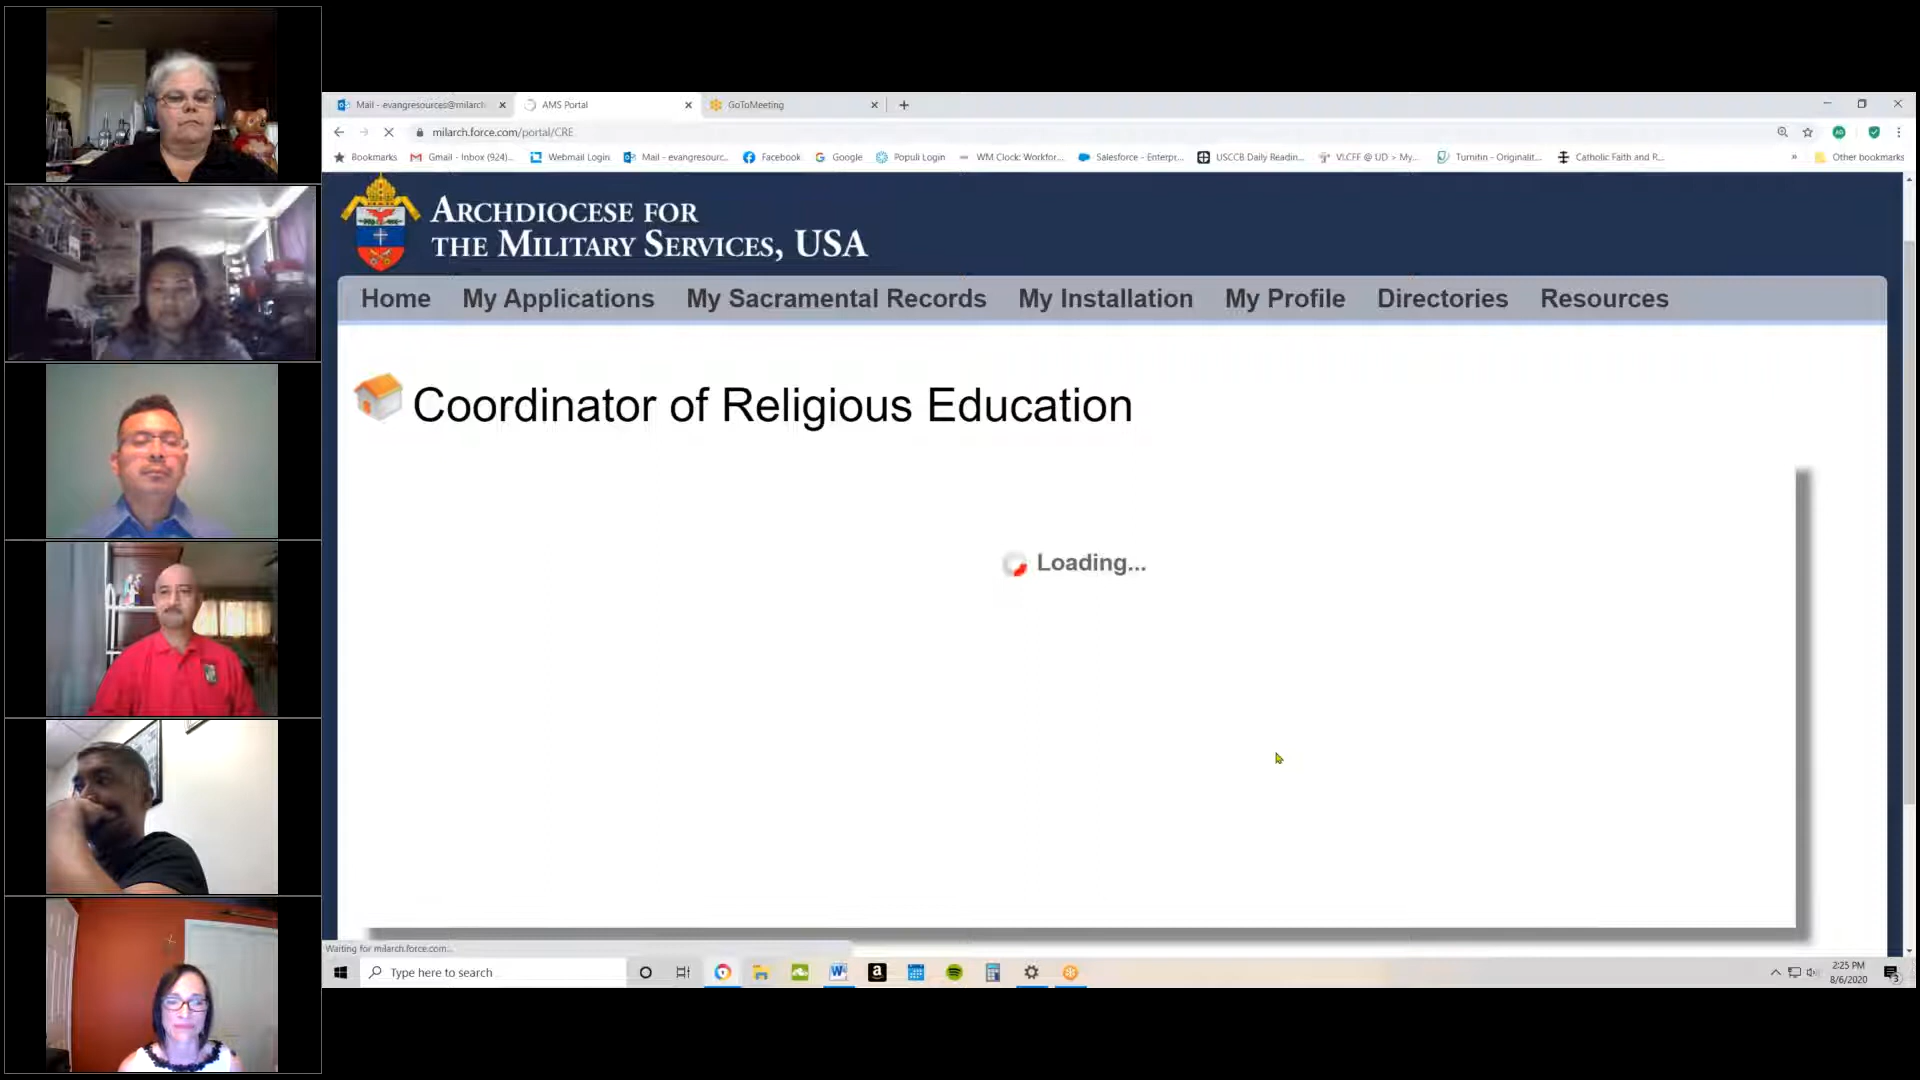 Mail - evangresources@milarch
AMS Portal
GoToMeeting
milarch.force.com/portal/CRE
Bookmarks
Gmail - Inbox (924)...
Webmail Login
Mail - evangresourc...
Facebook
Google
Populi Login
WM Clock: Workfor...
Salesforce - Enterpr...
USCCB Daily Readin...
VLCFF @ UD > My...
Turnitin - Originalit...
Catholic Faith and R...
»
Other bookmarks
ARCHDIOCESE FOR
THE MILITARY SERVICES, USA
Home
My Applications
My Sacramental Records
My Installation
My Profile
Directories
Resources
Coordinator of Religious Education
Loading...
Waiting for milarch.force.com...
Type here to search
2:25 PM
8/6/2020